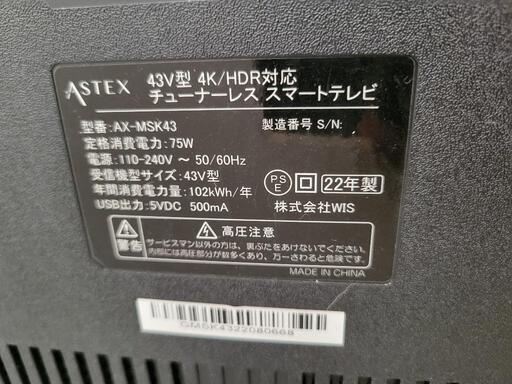 ASTEX 43V型 4K/HDR対応
チューナーレス スマートテレビ
型番:AX-MSK43 製造番号 S/N:
定格消費電力:75W
電源:110-240V ～ 50/60Hz
受信機型サイズ:43V型
年間消費電力量:102kWh/年 PSE 22年製
USB出力:5VDC 500mA 株式会社WIS
警告 高圧注意
サービスマン以外の方は、裏ぶたをあけないでください。
内部には高圧部分が数多くあり、万一さわると危険です。
MADE IN CHINA
GMSK4322080668